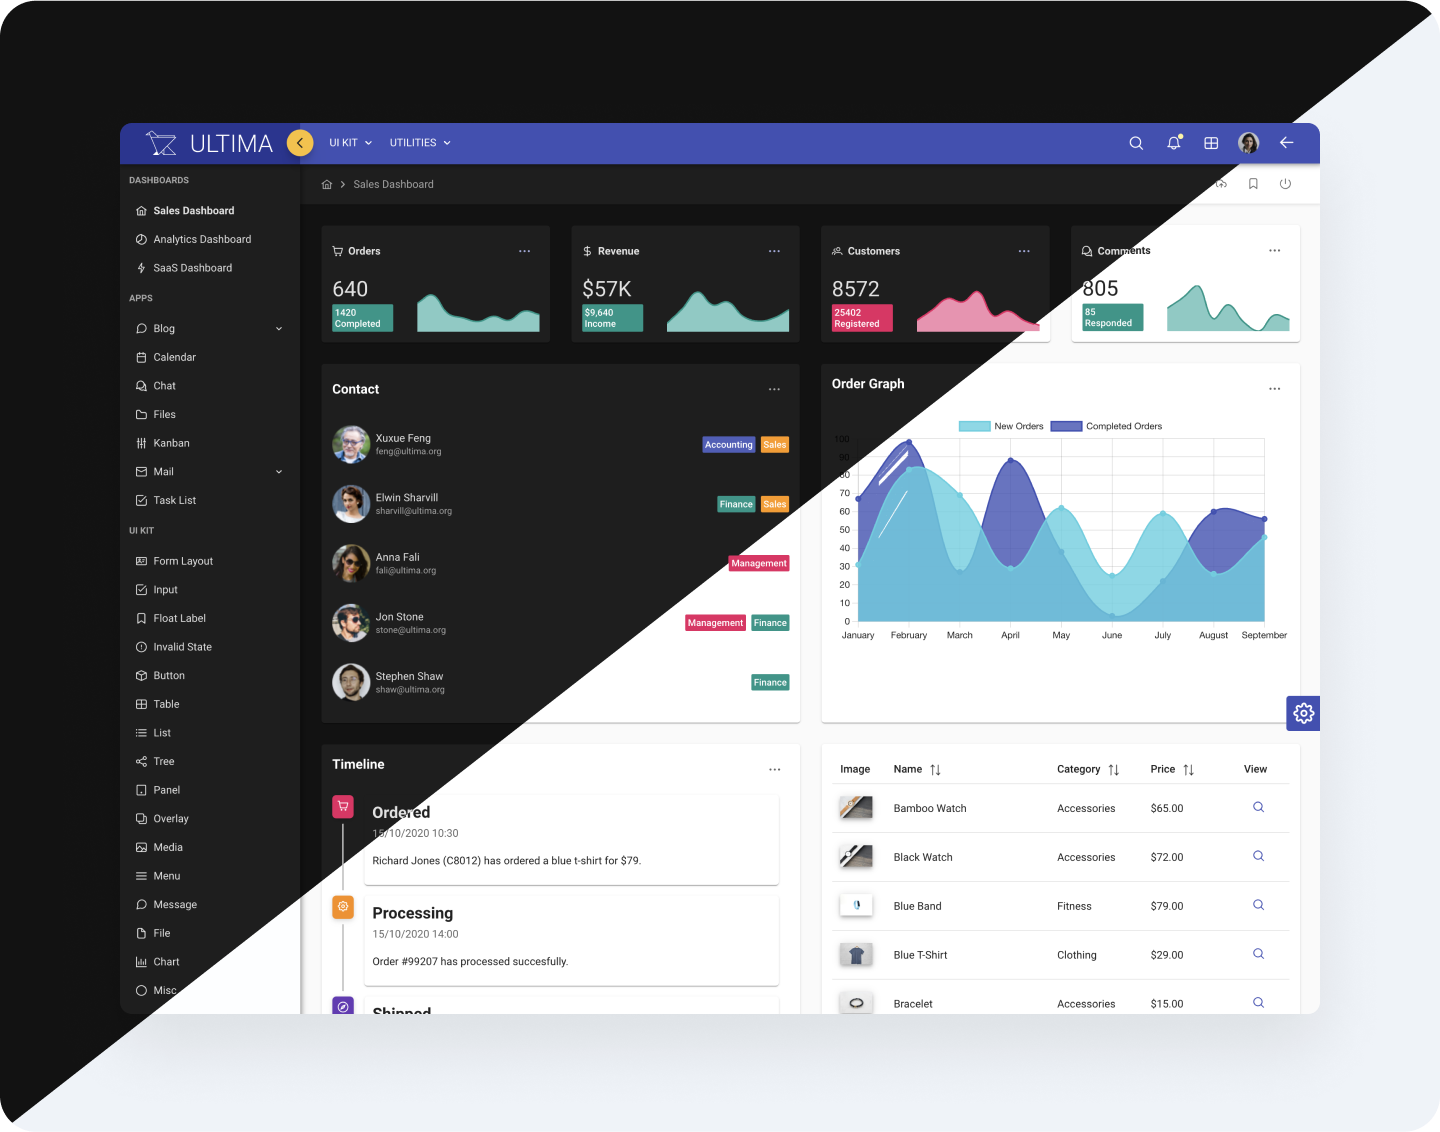 ULTIMA
UI KIT
UTILITIES
DASHBOARDS
Sales Dashboard
Analytics Dashboard
SaaS Dashboard
APPS
Blog
Calendar
Chat
Files
Kanban
Mail
Task List
UI KIT
Form Layout
Input
Float Label
Invalid State
Button
Table
List
Tree
Panel
Overlay
Media
Menu
Message
File
Chart
Misc
Sales Dashboard
Orders
640
1420
Completed
Revenue
$57K
$9,640
Income
Customers
8572
25402
Registered
Comments
805
85
Responded
Contact
Xuxue Feng
feng@ultima.org
Accounting
Sales
Elwin Sharvill
sharvill@ultima.org
Finance
Sales
Anna Fali
fali@ultima.org
Management
Jon Stone
stone@ultima.org
Management
Finance
Stephen Shaw
shaw@ultima.org
Finance
Order Graph
New Orders
Completed Orders
100
90
80
70
60
50
40
30
20
10
0
January February March April May June July August September
Timeline
Ordered
15/10/2020 10:30
Richard Jones (C8012) has ordered a blue t-shirt for $79.
Processing
15/10/2020 14:00
Order #99207 has processed succesfully.
Shipped
Image Name Category Price View
Bamboo Watch Accessories $65.00
Black Watch Accessories $72.00
Blue Band Fitness $79.00
Blue T-Shirt Clothing $29.00
Bracelet Accessories $15.00